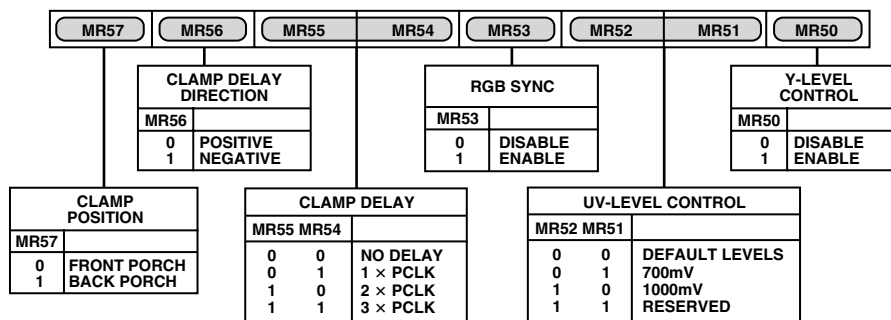 MR57 MR56 MR55 MR54 MR53 MR52 MR51 MR50
CLAMP DELAY
DIRECTION
MR56
0 POSITIVE
1 NEGATIVE
RGB SYNC
MR53
0 DISABLE
1 ENABLE
Y-LEVEL
CONTROL
MR50
0 DISABLE
1 ENABLE
CLAMP
POSITION
MR57
0 FRONT PORCH
1 BACK PORCH
CLAMP DELAY
MR55 MR54
0 0 NO DELAY
0 1 1 × PCLK
1 0 2 × PCLK
1 1 3 × PCLK
UV-LEVEL CONTROL
MR52 MR51
0 0 DEFAULT LEVELS
0 1 700mV
1 0 1000mV
1 1 RESERVED